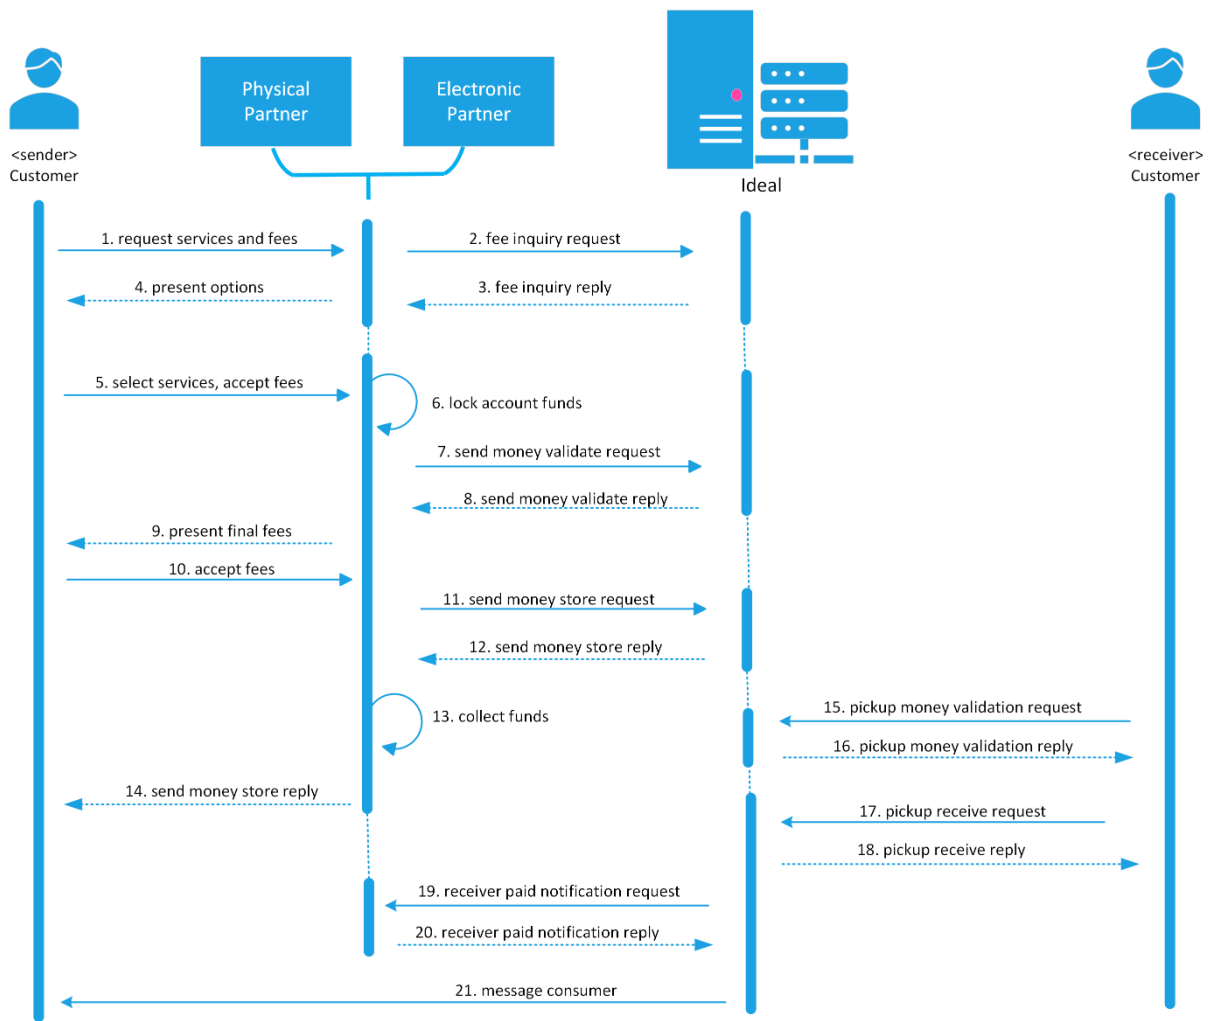 Physical
Partner
Electronic
Partner
<sender>
Customer
Ideal
<receiver>
Customer
1. request services and fees
2. fee inquiry request
4. present options
3. fee inquiry reply
5. select services, accept fees
6. lock account funds
7. send money validate request
8. send money validate reply
9. present final fees
10. accept fees
11. send money store request
12. send money store reply
13. collect funds
15. pickup money validation request
16. pickup money validation reply
14. send money store reply
17. pickup receive request
18. pickup receive reply
19. receiver paid notification request
20. receiver paid notification reply
21. message consumer